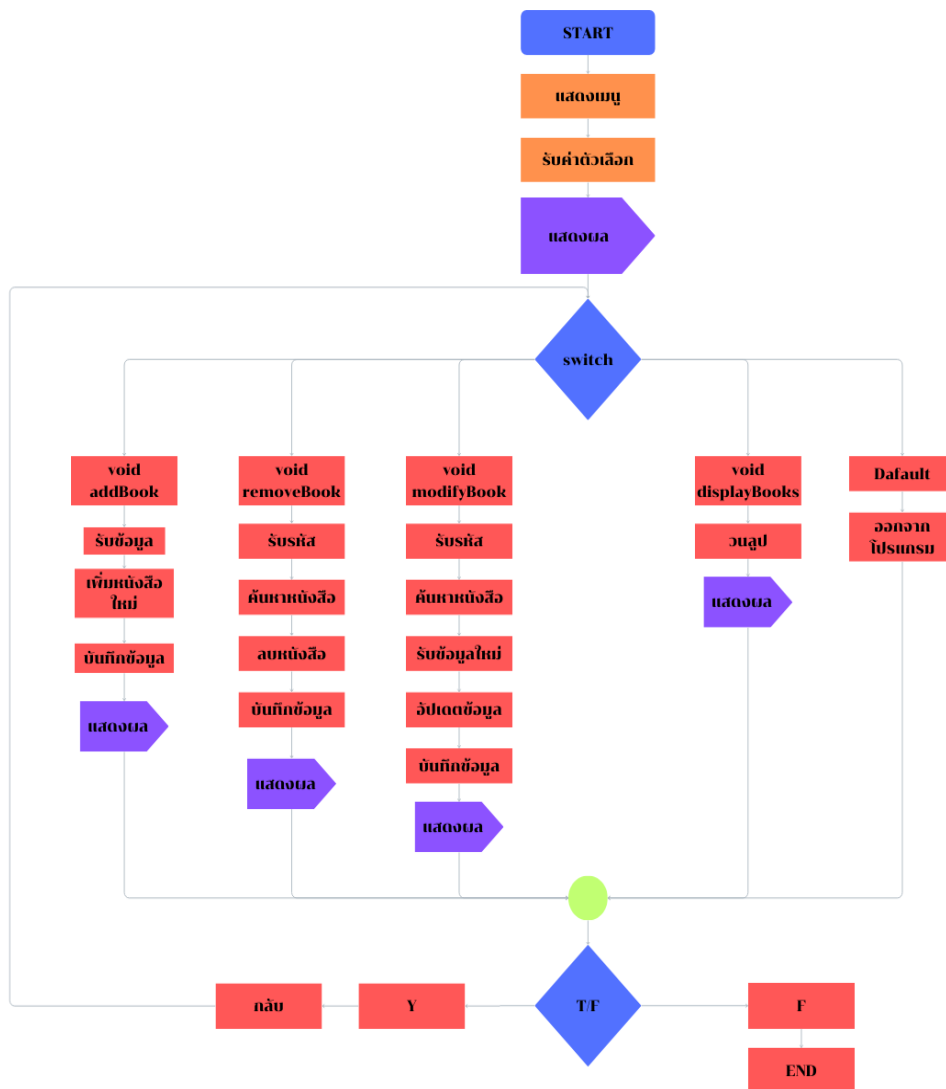 START
แสดงเมนู
รับค่าตัวเลือก
แสดงผล
switch
void
addBook
รับข้อมูล
เพิ่มหนังสือ
ใหม่
บันทึกข้อมูล
แสดงผล
void
removeBook
รับรหัส
ค้นหาหนังสือ
ลบหนังสือ
บันทึกข้อมูล
แสดงผล
void
modifyBook
รับรหัส
ค้นหาหนังสือ
รับข้อมูลใหม่
อัปเดตข้อมูล
บันทึกข้อมูล
แสดงผล
void
displayBooks
วนลูป
แสดงผล
Dafault
ออกจาก
โปรแกรม
T/F
Y
กลับ
F
END